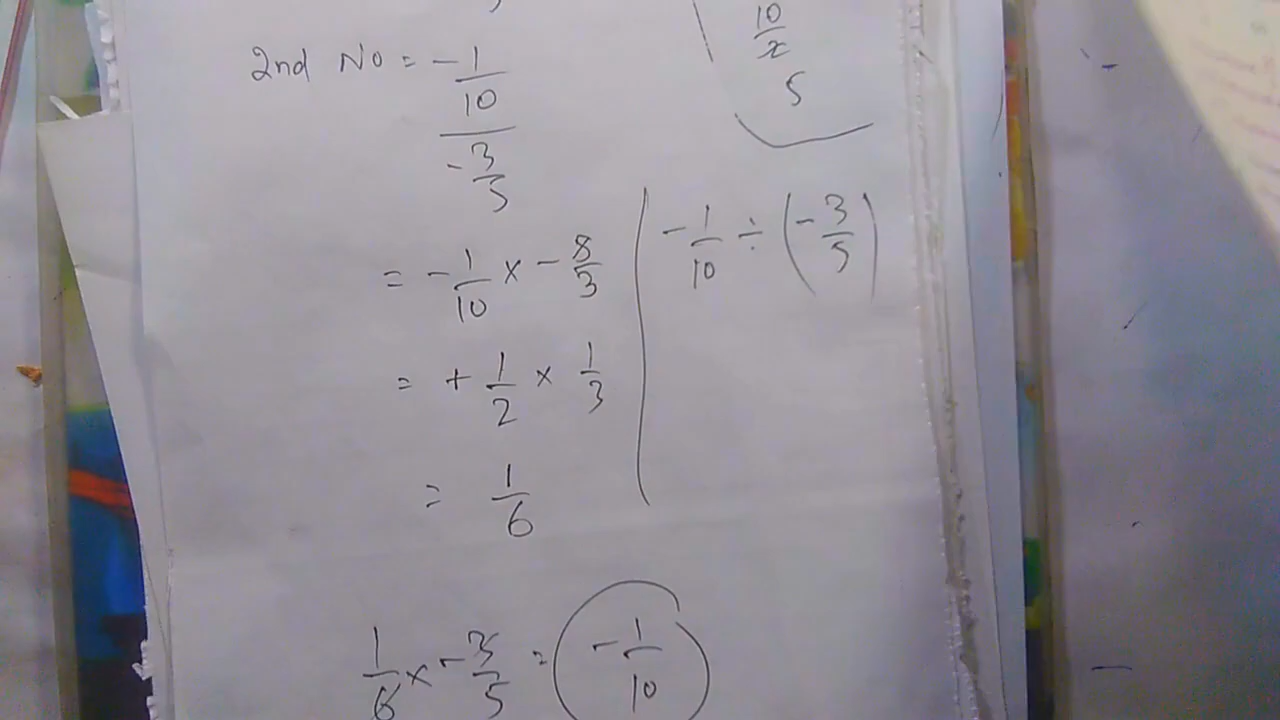 10/x
5
2nd No = -1/10 / -3/5
= -1/10 × -8/3 | -1/10 ÷ (-3/5)
= + 1/2 × 1/3
= 1/6
1/6 × -3/5 = -1/10